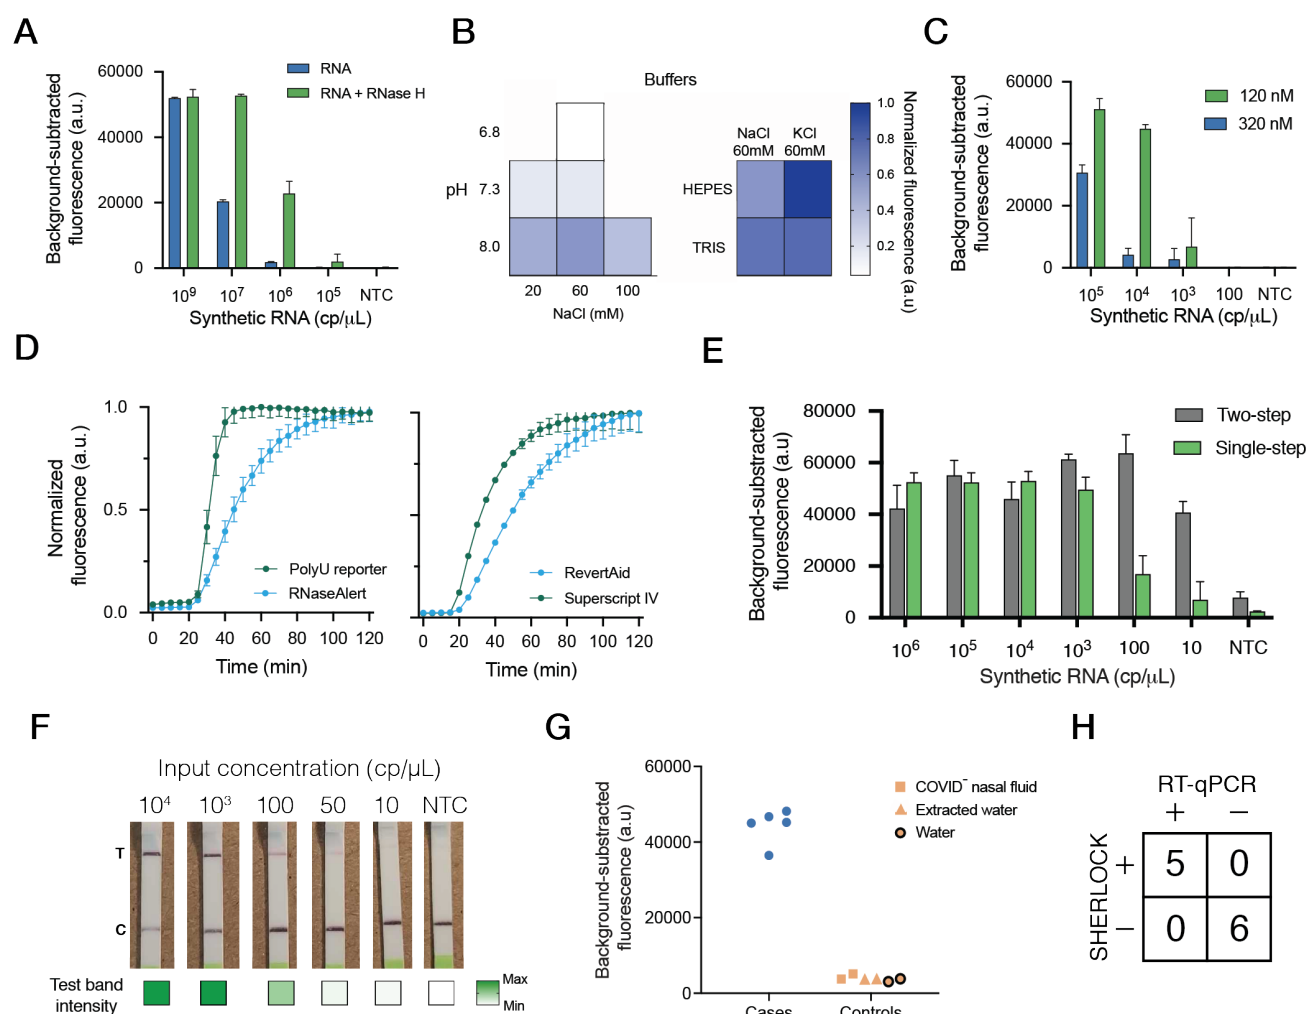 A
Background-subtracted
fluorescence (a.u.)
60000
40000
20000
0
RNA
RNA + RNase H
10⁹ 10⁷ 10⁶ 10⁵ NTC
Synthetic RNA (cp/μL)
B
Buffers
pH
6.8
7.3
8.0
20 60 100
NaCl (mM)
NaCl KCl
60mM 60mM
HEPES
TRIS
1.0
0.8
0.6
0.4
0.2
Normalized fluorescence (a.u)
C
Background-subtracted
fluorescence (a.u.)
60000
40000
20000
0
120 nM
320 nM
10⁵ 10⁴ 10³ 100 NTC
Synthetic RNA (cp/μL)
D
Normalized
fluorescence (a.u.)
1.0
0.5
0.0
PolyU reporter
RNaseAlert
0 20 40 60 80 100 120
Time (min)
RevertAid
Superscript IV
0 20 40 60 80 100 120
Time (min)
E
Background-substracted
fluorescence (a.u)
80000
60000
40000
20000
0
Two-step
Single-step
10⁶ 10⁵ 10⁴ 10³ 100 10 NTC
Synthetic RNA (cp/μL)
F
Input concentration (cp/μL)
10⁴ 10³ 100 50 10 NTC
T
C
Test band
intensity
Max
Min
G
Background-substracted
fluorescence (a.u)
60000
40000
20000
0
COVID⁻ nasal fluid
Extracted water
Water
Cases Controls
H
RT-qPCR
+ −
SHERLOCK
+ 5 0
− 0 6